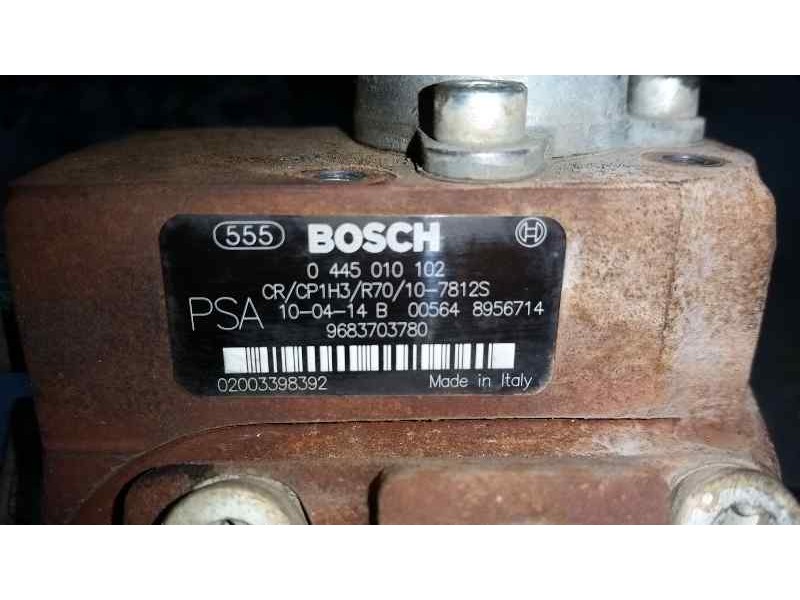 555 BOSCH
0 445 010 102
CR/CP1H3/R70/10-7812S
PSA 10-04-14 B 00564 8956714
9683703780
02003398392 Made in Italy